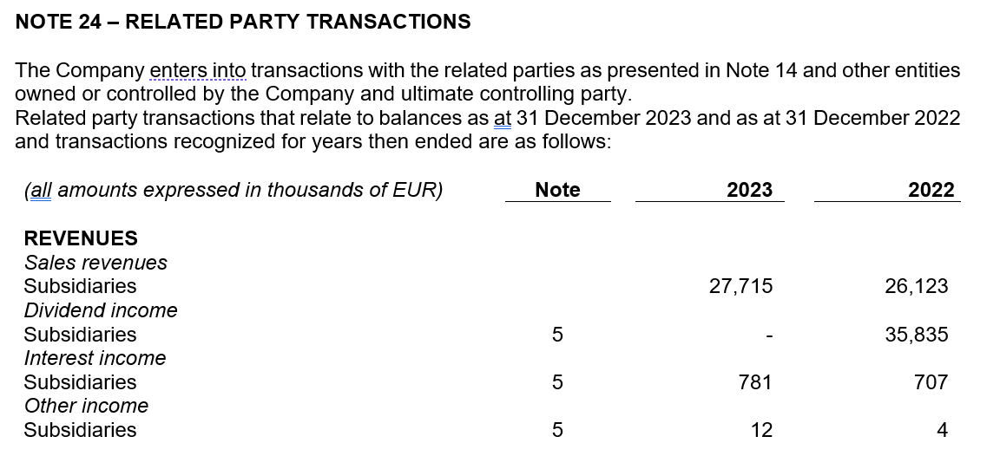 NOTE 24 – RELATED PARTY TRANSACTIONS
The Company enters into transactions with the related parties as presented in Note 14 and other entities
owned or controlled by the Company and ultimate controlling party.
Related party transactions that relate to balances as at 31 December 2023 and as at 31 December 2022
and transactions recognized for years then ended are as follows:
(all amounts expressed in thousands of EUR) Note 2023 2022
REVENUES
Sales revenues
Subsidiaries 27,715 26,123
Dividend income
Subsidiaries 5 - 35,835
Interest income
Subsidiaries 5 781 707
Other income
Subsidiaries 5 12 4